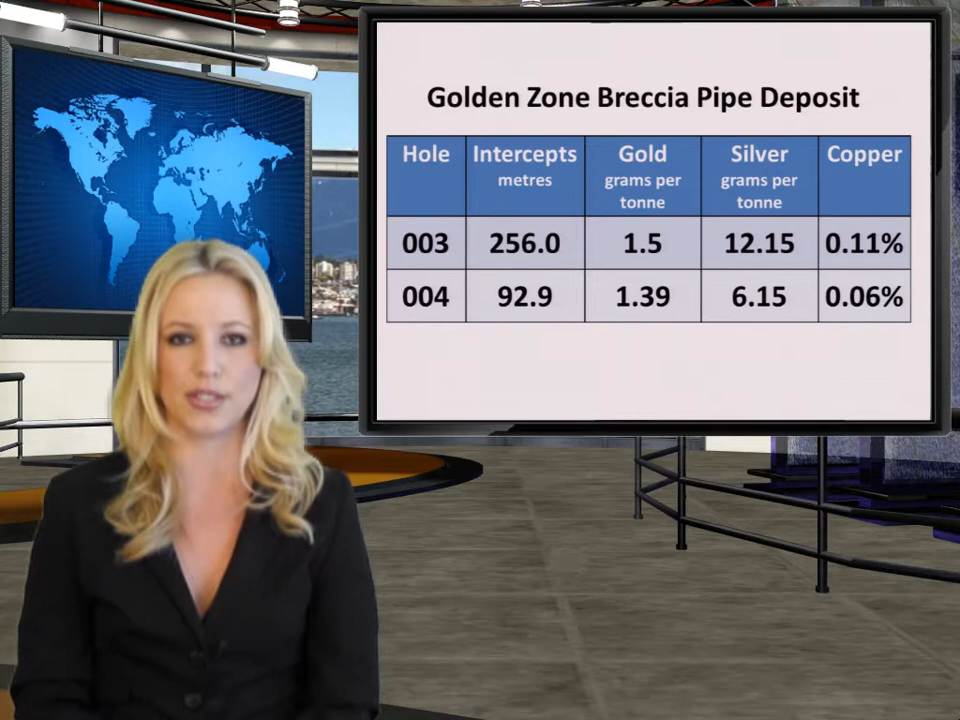 Golden Zone Breccia Pipe Deposit
Hole Intercepts Gold Silver Copper
metres grams per grams per
tonne tonne
003 256.0 1.5 12.15 0.11%
004 92.9 1.39 6.15 0.06%